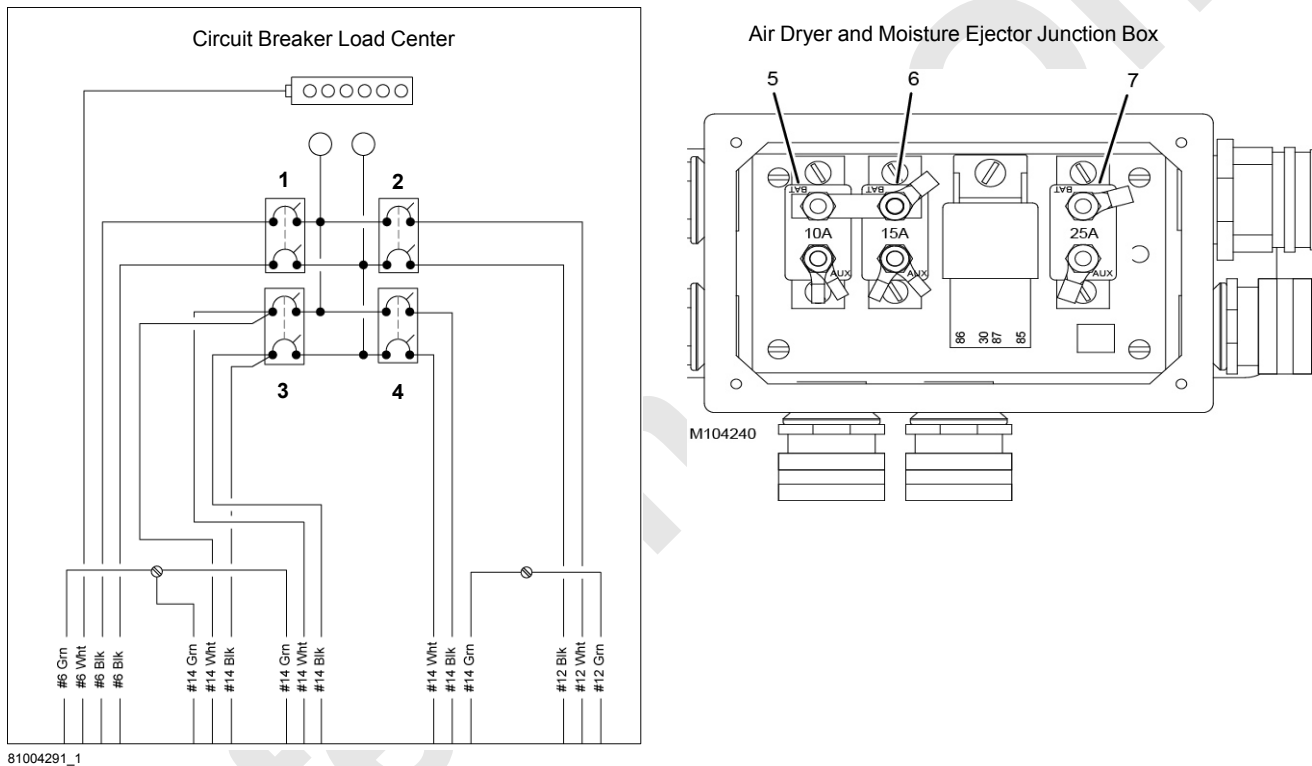 Circuit Breaker Load Center
1
2
3
4
#6 Grn
#6 Wht
#6 Blk
#6 Blk
#14 Grn
#14 Wht
#14 Blk
#14 Grn
#14 Wht
#14 Blk
#14 Wht
#14 Blk
#14 Grn
#12 Blk
#12 Wht
#12 Grn
81004291_1
Air Dryer and Moisture Ejector Junction Box
5
6
7
BAT
BAT
BAT
10A
15A
25A
AUX
AUX
AUX
86
30
87
85
M104240